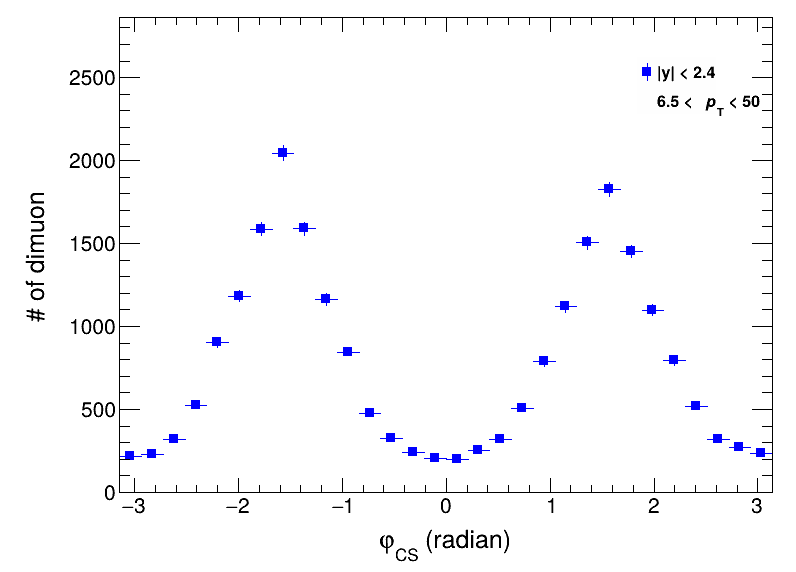 2500
2000
1500
1000
500
0
# of dimuon
|y| < 2.4
6.5 < p_T < 50
−3 −2 −1 0 1 2 3
φ_CS (radian)